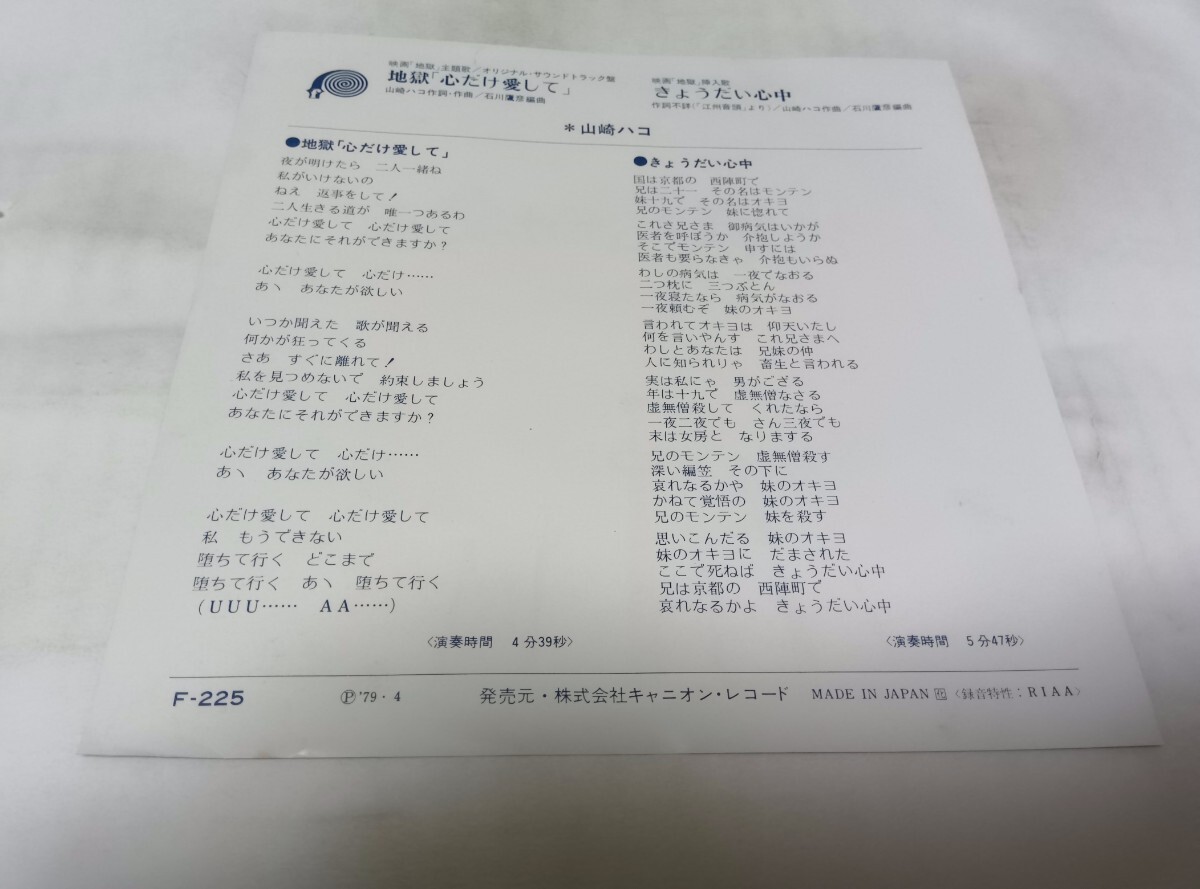 映画「地獄」主題歌/オリジナル・サウンドトラック盤
地獄「心だけ愛して」
山崎ハコ作詞・作曲/石川鷹彦編曲
映画「地獄」挿入歌
きょうだい心中
作詞不詳(「江州音頭」より)/山崎ハコ作曲/石川鷹彦編曲
*山崎ハコ
●地獄「心だけ愛して」
夜が明けたら 二人一緒ね
私がいけないの
ねえ 返事をして!
二人生きる道が 唯一つあるわ
心だけ愛して 心だけ愛して
あなたにそれができますか?
心だけ愛して 心だけ……
あヽ あなたが欲しい
いつか聞えた 歌が聞える
何かが狂ってくる
さあ すぐに離れて!
私を見つめないで 約束しましょう
心だけ愛して 心だけ愛して
あなたにそれができますか?
心だけ愛して 心だけ……
あヽ あなたが欲しい
心だけ愛して 心だけ愛して
私 もうできない
堕ちて行く どこまで
堕ちて行く あヽ 堕ちて行く
(UUU…… AA……)
〈演奏時間 4分39秒〉
●きょうだい心中
国は京都の 西陣町で
兄は二十一 その名はモンテン
妹十九で その名はオキヨ
兄のモンテン 妹に惚れて
これさ兄さま 御病気はいかが
医者を呼ぼうか 介抱しようか
そこでモンテン 申すには
医者も要らなきゃ 介抱もいらぬ
わしの病気は 一夜でなおる
二つ枕に 三つぶとん
一夜寝たなら 病気がなおる
一夜頼むぞ 妹のオキヨ
言われてオキヨは 仰天いたし
何を言いやんす これ兄さまへ
わしとあなたは 兄妹の仲
人に知られりゃ 畜生と言われる
実は私にゃ 男がござる
年は十九で 虚無僧なさる
虚無僧殺して くれたなら
一夜二夜でも さん三夜でも
末は女房と なりまする
兄のモンテン 虚無僧殺す
深い編笠 その下に
哀れなるかや 妹のオキヨ
かねて覚悟の 妹のオキヨ
兄のモンテン 妹を殺す
思いこんだる 妹のオキヨ
妹のオキヨに だまされた
ここで死ねば きょうだい心中
兄は京都の 西陣町で
哀れなるかよ きょうだい心中
〈演奏時間 5分47秒〉
F-225 Ⓟ'79・4 発売元・株式会社キャニオン・レコード MADE IN JAPAN 〈録音特性：RIAA〉